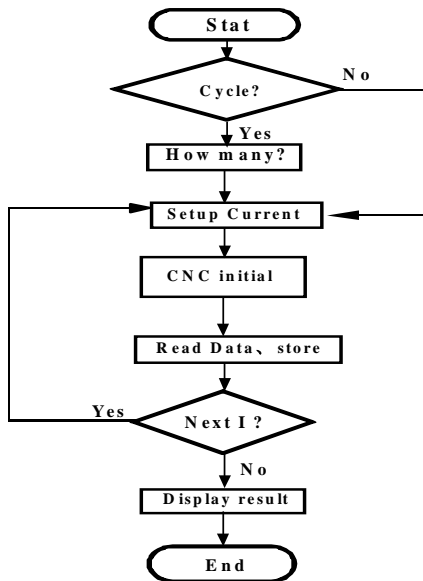 Stat
Cycle?
No
Yes
How many?
Setup Current
CNC initial
Read Data、store
Yes
Next I ?
No
Display result
End